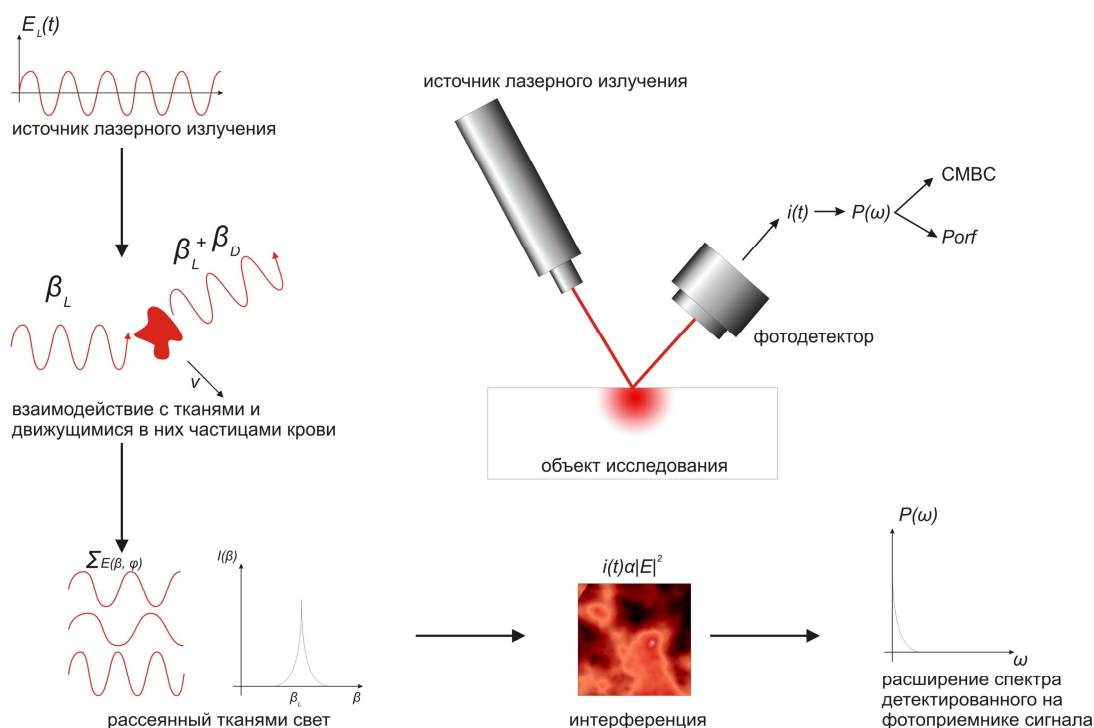 E_L(t)
источник лазерного излучения
β_L
β_L + β_D
v
взаимодействие с тканями и
движущимися в них частицами крови
ΣE(β, φ)
I(β)
β_L
β
рассеянный тканями свет
источник лазерного излучения
фотодетектор
i(t)
P(ω)
СМВС
Porf
объект исследования
i(t)α|E|²
интерференция
P(ω)
ω
расширение спектра
детектированного на
фотоприемнике сигнала